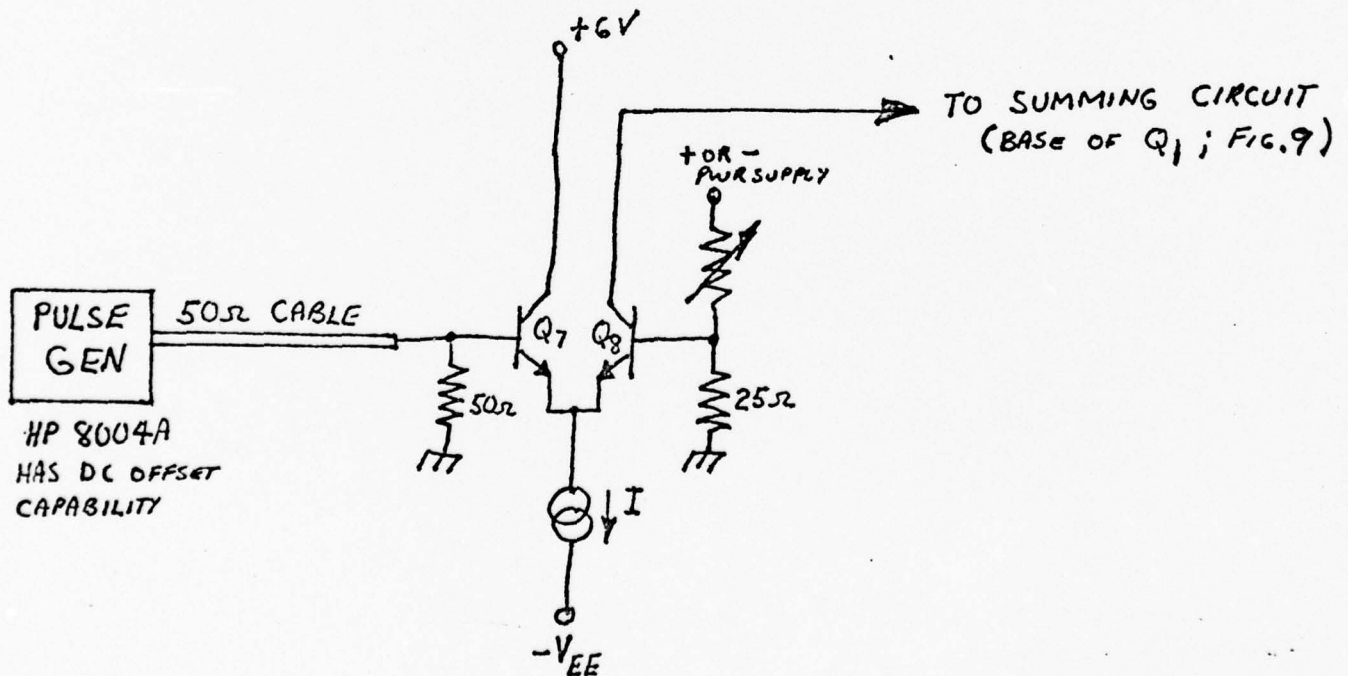 +6V
TO SUMMING CIRCUIT
(BASE OF Q1; FIG. 9)
+ OR -
PWR SUPPLY
PULSE
GEN
50Ω CABLE
Q7
Q8
50Ω
25Ω
HP 8004A
HAS DC OFFSET
CAPABILITY
I
-VEE